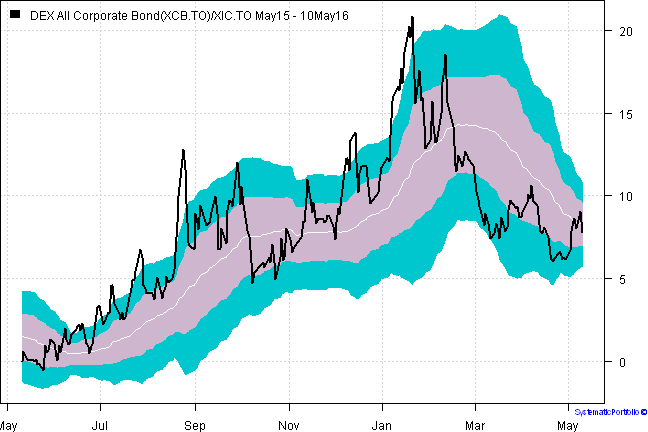 DEX All Corporate Bond(XCB.TO)/XIC.TO May15 - 10May16
20
15
10
5
0
May Jul Sep Nov Jan Mar May
SystematicPortfolio ©